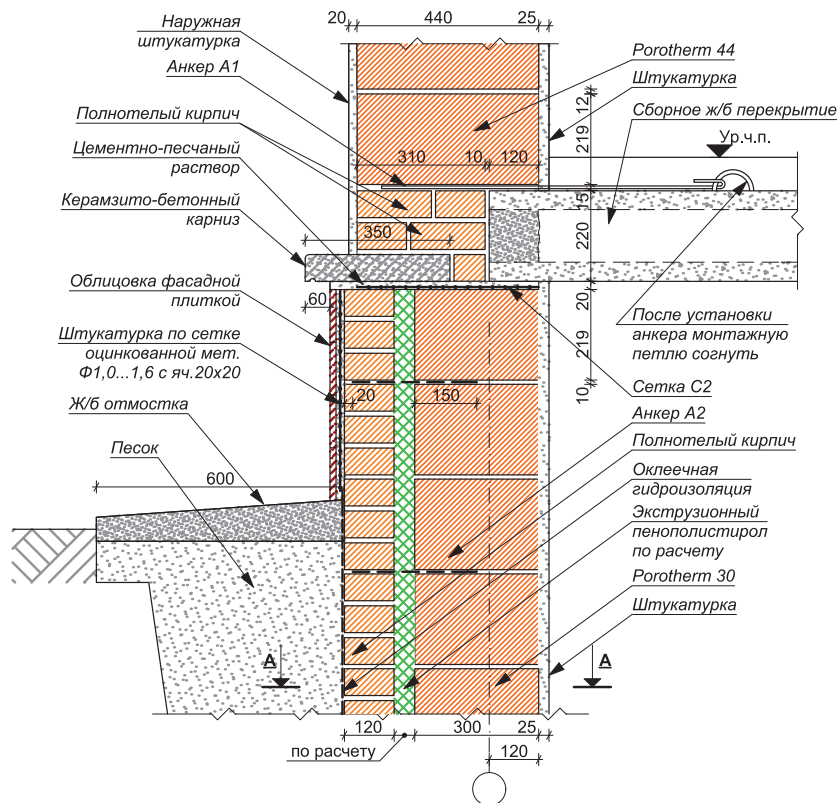 20
440
25
Наружная
штукатурка
Анкер А1
Полнотелый кирпич
Цементно-песчаный
раствор
Керамзито-бетонный
карниз
Облицовка фасадной
плиткой
Штукатурка по сетке
оцинкованной мет.
Ф1,0...1,6 с яч.20х20
Ж/б отмостка
Песок
600
Porotherm 44
Штукатурка
Сборное ж/б перекрытие
Ур.ч.п.
12
219
310
10
120
15
350
220
60
20
219
10
После установки
анкера монтажную
петлю согнуть
Сетка С2
20
150
Анкер А2
Полнотелый кирпич
Оклеечная
гидроизоляция
Экструзионный
пенополистирол
по расчету
Porotherm 30
Штукатурка
А
А
120
300
25
по расчету
120